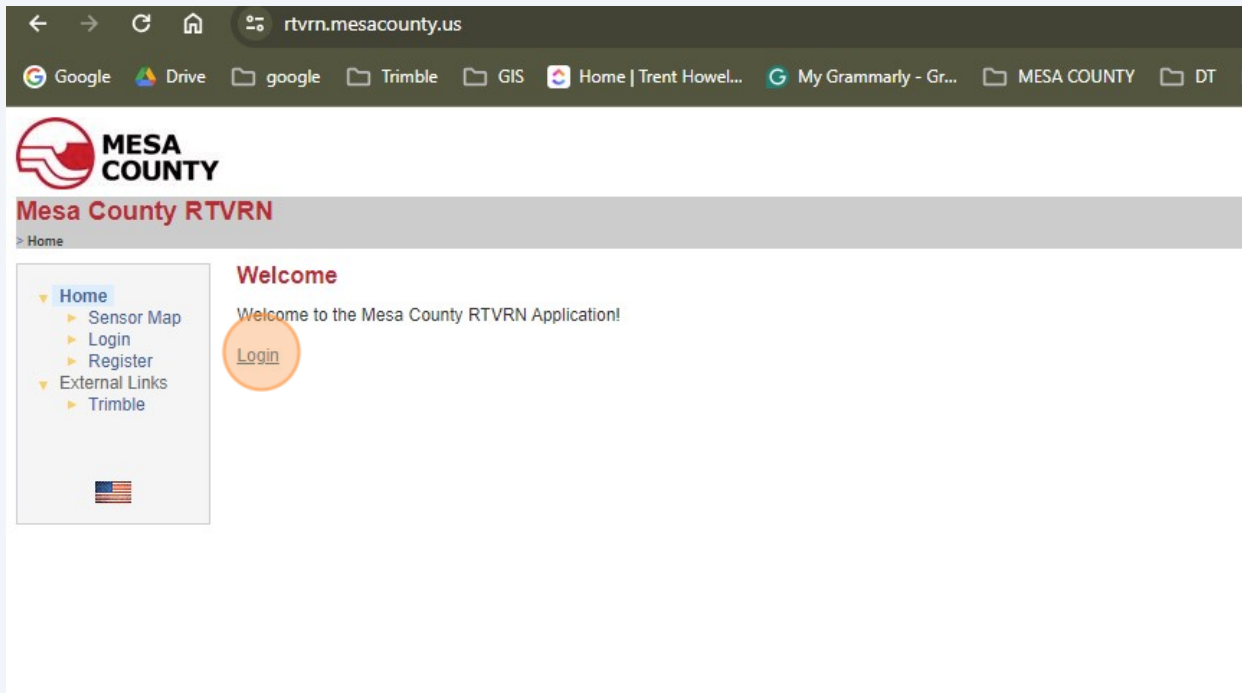 rtvrn.mesacounty.us
Google Drive google Trimble GIS Home | Trent Howel... My Grammarly - Gr... MESA COUNTY DT
MESA
COUNTY
Mesa County RTVRN
> Home
Home
Sensor Map
Login
Register
External Links
Trimble
Welcome
Welcome to the Mesa County RTVRN Application!
Login